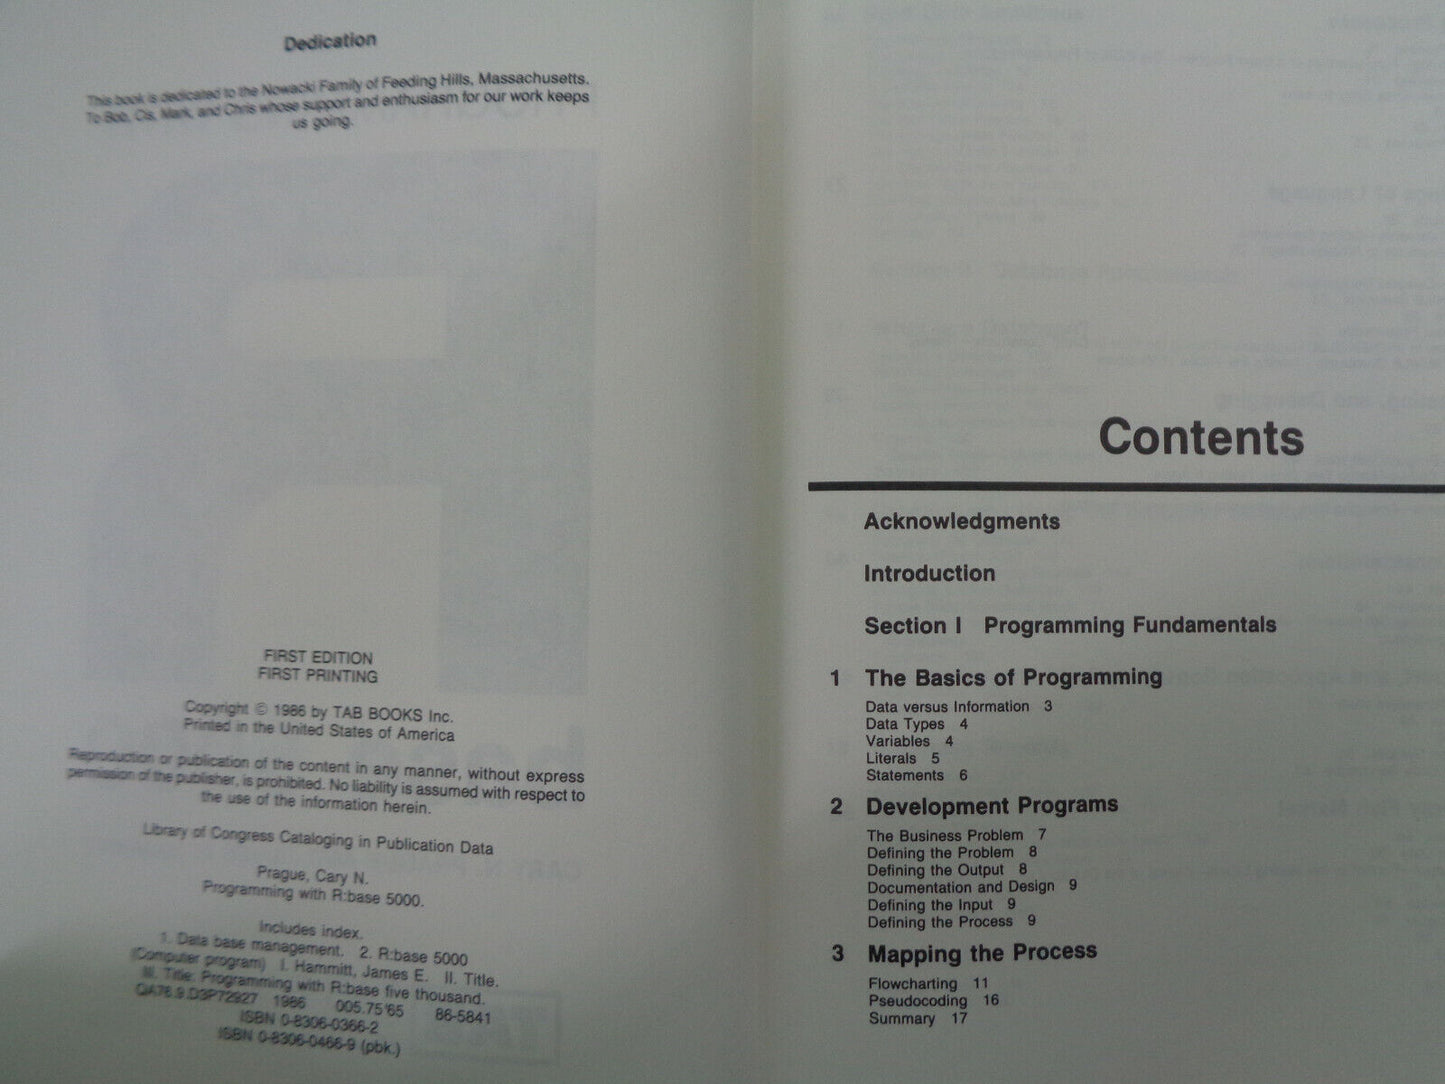 Dedication
This book is dedicated to the Nowacki Family of Feeding Hills, Massachusetts.
To Bob, Cis, Mark, and Chris whose support and enthusiasm for our work keeps
us going.
FIRST EDITION
FIRST PRINTING
Copyright © 1986 by TAB BOOKS Inc.
Printed in the United States of America
Reproduction or publication of the content in any manner, without express
permission of the publisher, is prohibited. No liability is assumed with respect to
the use of the information herein.
Library of Congress Cataloging in Publication Data
Prague, Cary N.
Programming with R:base 5000.
Includes index.
1. Data base management. 2. R:base 5000
(Computer program) I. Hammitt, James E. II. Title.
III. Title: Programming with R:base five thousand.
QA76.9.D3P72927 1986 005.75'65 86-5841
ISBN 0-8306-0366-2
ISBN 0-8306-0466-9 (pbk.)
Contents
Acknowledgments
Introduction
Section I Programming Fundamentals
1 The Basics of Programming
Data versus Information 3
Data Types 4
Variables 4
Literals 5
Statements 6
2 Development Programs
The Business Problem 7
Defining the Problem 8
Defining the Output 8
Documentation and Design 9
Defining the Input 9
Defining the Process 9
3 Mapping the Process
Flowcharting 11
Pseudocoding 16
Summary 17